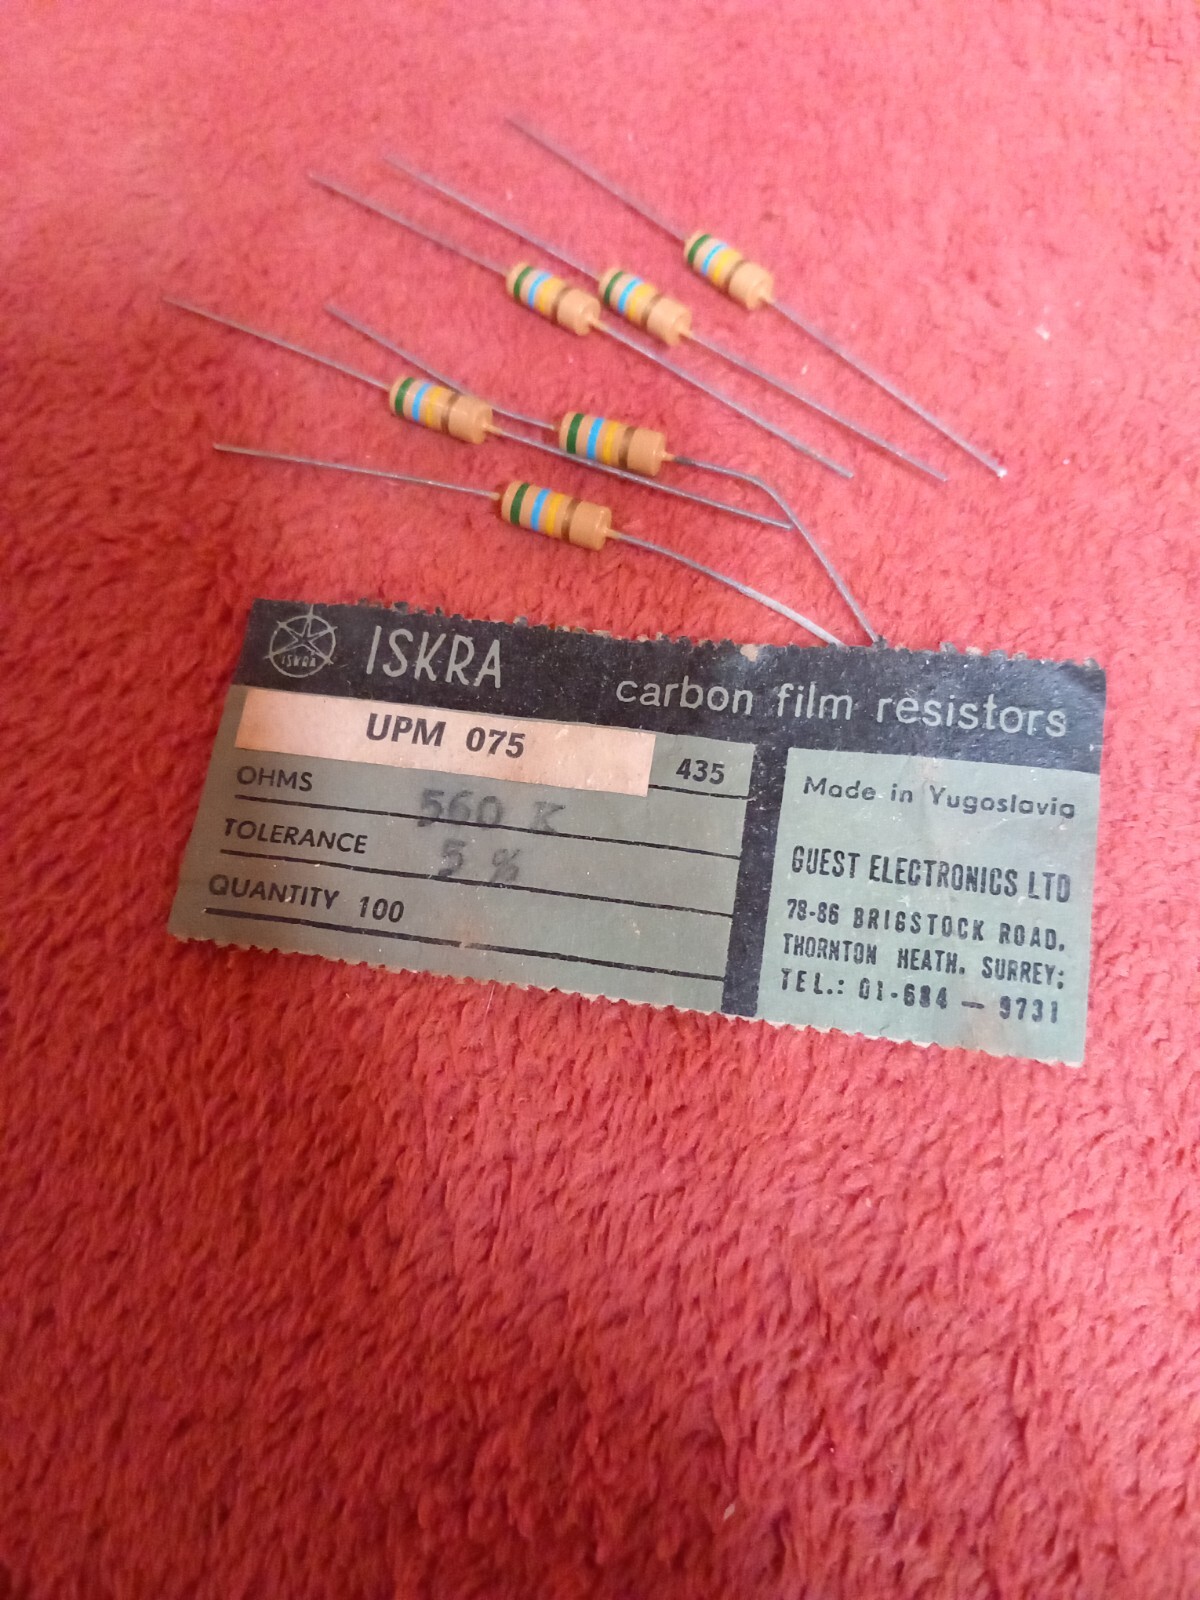 ISKRA
ISKRA
carbon film resistors
UPM 075
435
OHMS 560 K
TOLERANCE 5 %
QUANTITY 100
Made in Yugoslavia
GUEST ELECTRONICS LTD
78-86 BRIGSTOCK ROAD,
THORNTON HEATH, SURREY;
TEL.: 01-684 — 9731